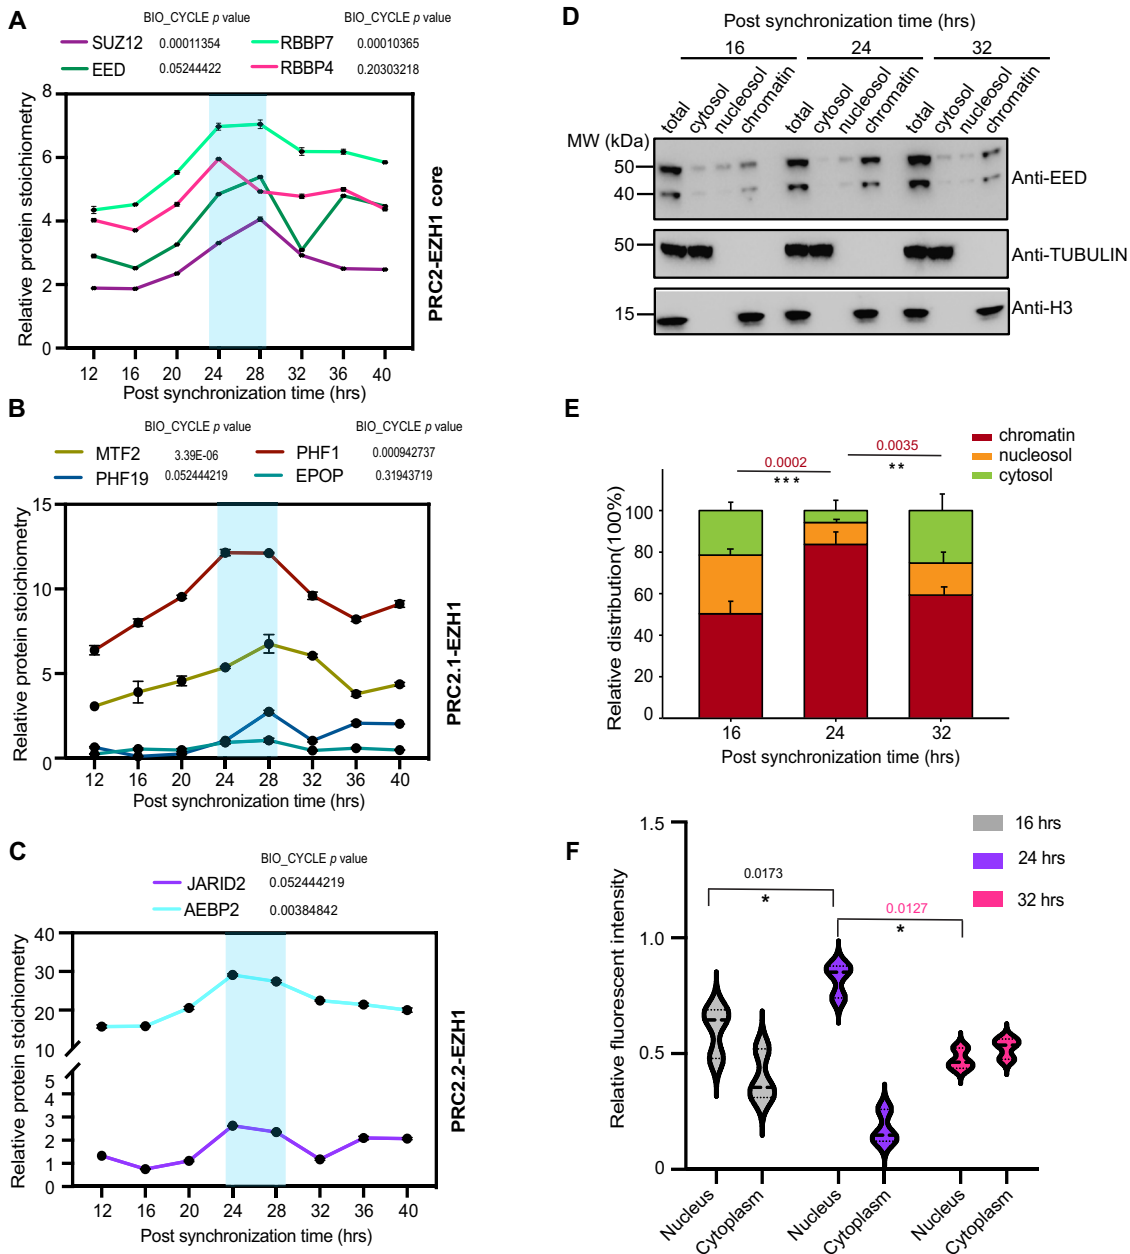 A
BIO_CYCLE p value
BIO_CYCLE p value
SUZ12 0.00011354
RBBP7 0.00010365
EED 0.05244422
RBBP4 0.20303218
8
6
4
2
0
Relative protein stoichiometry
12 16 20 24 28 32 36 40
Post synchronization time (hrs)
PRC2-EZH1 core
B
BIO_CYCLE p value
BIO_CYCLE p value
MTF2 3.39E-06
PHF1 0.000942737
PHF19 0.052444219
EPOP 0.31943719
15
10
5
0
Relative protein stoichiometry
12 16 20 24 28 32 36 40
Post synchronization time (hrs)
PRC2.1-EZH1
C
BIO_CYCLE p value
JARID2 0.052444219
AEBP2 0.00384842
40
30
20
10
5
4
3
2
1
0
Relative protein stoichiometry
12 16 20 24 28 32 36 40
Post synchronization time (hrs)
PRC2.2-EZH1
D
Post synchronization time (hrs)
16 24 32
total cytosol nucleosol chromatin total cytosol nucleosol chromatin total cytosol nucleosol chromatin
MW (kDa)
50
40
Anti-EED
50
Anti-TUBULIN
15
Anti-H3
E
chromatin
nucleosol
cytosol
0.0002
***
0.0035
**
100
80
60
40
20
0
Relative distribution(100%)
16 24 32
Post synchronization time (hrs)
F
16 hrs
24 hrs
32 hrs
1.5
1.0
0.5
0
Relative fluorescent intensity
0.0173
*
0.0127
*
Nucleus Cytoplasm Nucleus Cytoplasm Nucleus Cytoplasm